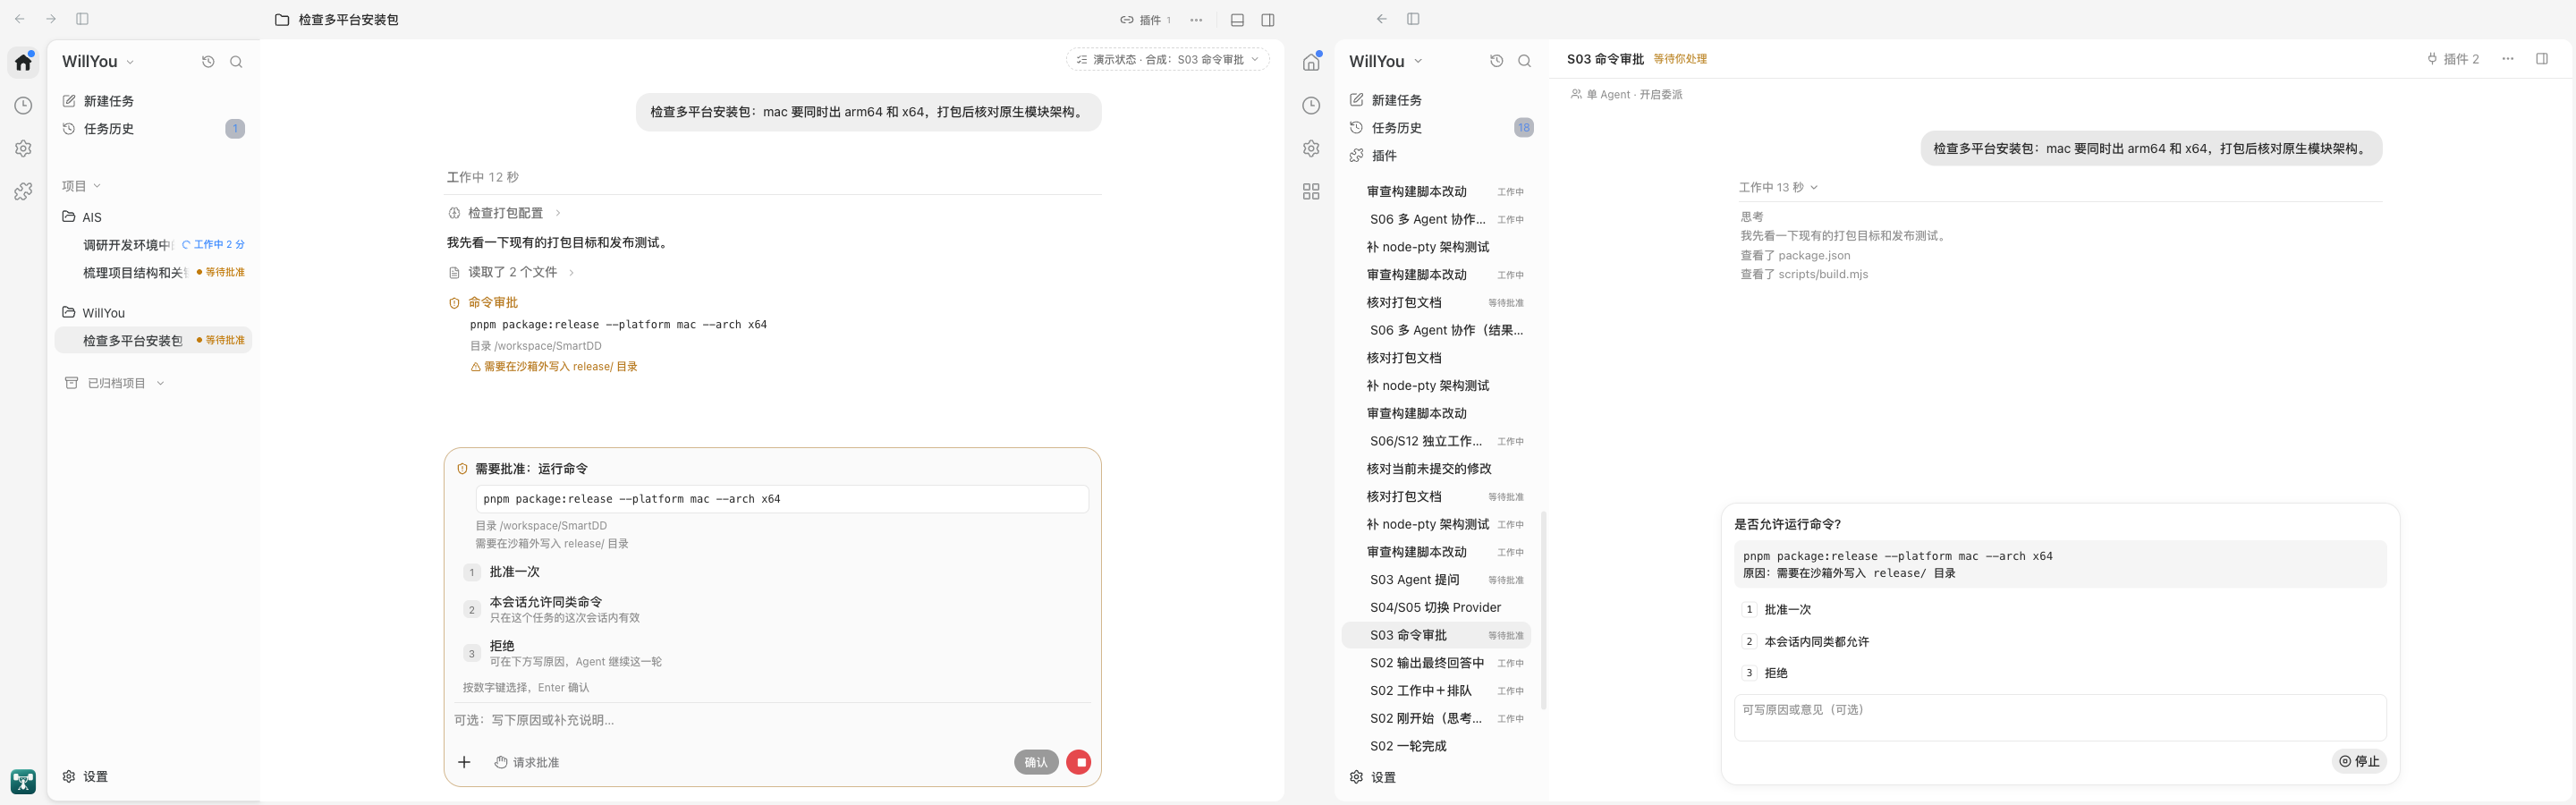 检查多平台安装包
插件 1
WillYou
新建任务
任务历史 1
项目
AIS
调研开发环境中 工作中 2 分
梳理项目结构和关 等待批准
WillYou
检查多平台安装包 等待批准
已归档项目
设置
演示状态 · 合成：S03 命令审批
检查多平台安装包：mac 要同时出 arm64 和 x64，打包后核对原生模块架构。
工作中 12 秒
检查打包配置
我先看一下现有的打包目标和发布测试。
读取了 2 个文件
命令审批
pnpm package:release --platform mac --arch x64
目录 /workspace/SmartDD
需要在沙箱外写入 release/ 目录
需要批准：运行命令
pnpm package:release --platform mac --arch x64
目录 /workspace/SmartDD
需要在沙箱外写入 release/ 目录
1 批准一次
2 本会话允许同类命令
只在这个任务的这次会话内有效
3 拒绝
可在下方写原因，Agent 继续这一轮
按数字键选择，Enter 确认
可选：写下原因或补充说明...
请求批准
确认
WillYou
新建任务
任务历史 18
插件
审查构建脚本改动 工作中
S06 多 Agent 协作... 工作中
补 node-pty 架构测试
审查构建脚本改动 工作中
核对打包文档 等待批准
S06 多 Agent 协作（结果...
核对打包文档
补 node-pty 架构测试
审查构建脚本改动
S06/S12 独立工作... 工作中
核对当前未提交的修改
核对打包文档 等待批准
补 node-pty 架构测试 工作中
审查构建脚本改动 工作中
S03 Agent 提问 等待批准
S04/S05 切换 Provider
S03 命令审批 等待批准
S02 输出最终回答中 工作中
S02 工作中＋排队 工作中
S02 刚开始（思考... 工作中
S02 一轮完成
设置
S03 命令审批 等待你处理
插件 2
单 Agent · 开启委派
检查多平台安装包：mac 要同时出 arm64 和 x64，打包后核对原生模块架构。
工作中 13 秒
思考
我先看一下现有的打包目标和发布测试。
查看了 package.json
查看了 scripts/build.mjs
是否允许运行命令?
pnpm package:release --platform mac --arch x64
原因：需要在沙箱外写入 release/ 目录
1 批准一次
2 本会话内同类都允许
3 拒绝
可写原因或意见（可选）
停止